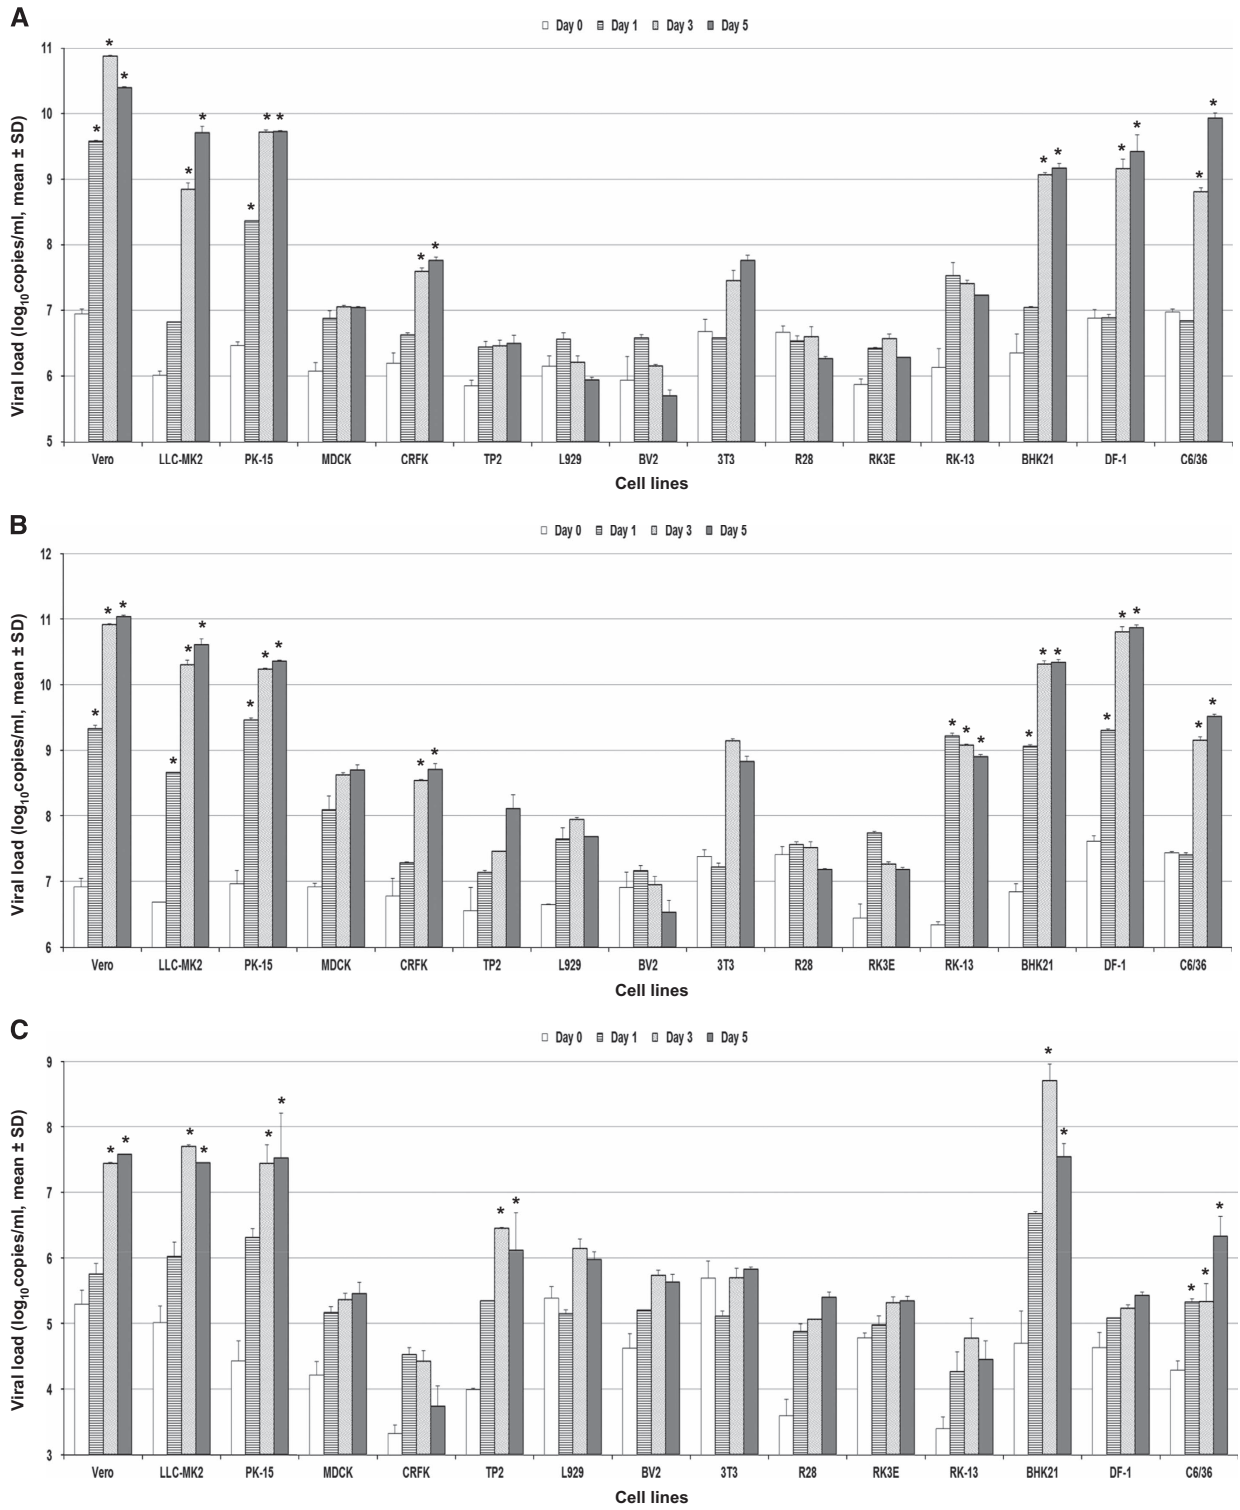 A
Day 0 Day 1 Day 3 Day 5
Viral load (log10copies/ml, mean ± SD)
11
10
9
8
7
6
5
* * * * * * * * * * * * * * * *
Vero LLC-MK2 PK-15 MDCK CRFK TP2 L929 BV2 3T3 R28 RK3E RK-13 BHK21 DF-1 C6/36
Cell lines
B
Day 0 Day 1 Day 3 Day 5
Viral load (log10copies/ml, mean ± SD)
12
11
10
9
8
7
6
* * * * * * * * * * * * * * * * * * * * * *
Vero LLC-MK2 PK-15 MDCK CRFK TP2 L929 BV2 3T3 R28 RK3E RK-13 BHK21 DF-1 C6/36
Cell lines
C
Day 0 Day 1 Day 3 Day 5
Viral load (log10copies/ml, mean ± SD)
9
8
7
6
5
4
3
* * * * * * * * * * * * *
Vero LLC-MK2 PK-15 MDCK CRFK TP2 L929 BV2 3T3 R28 RK3E RK-13 BHK21 DF-1 C6/36
Cell lines